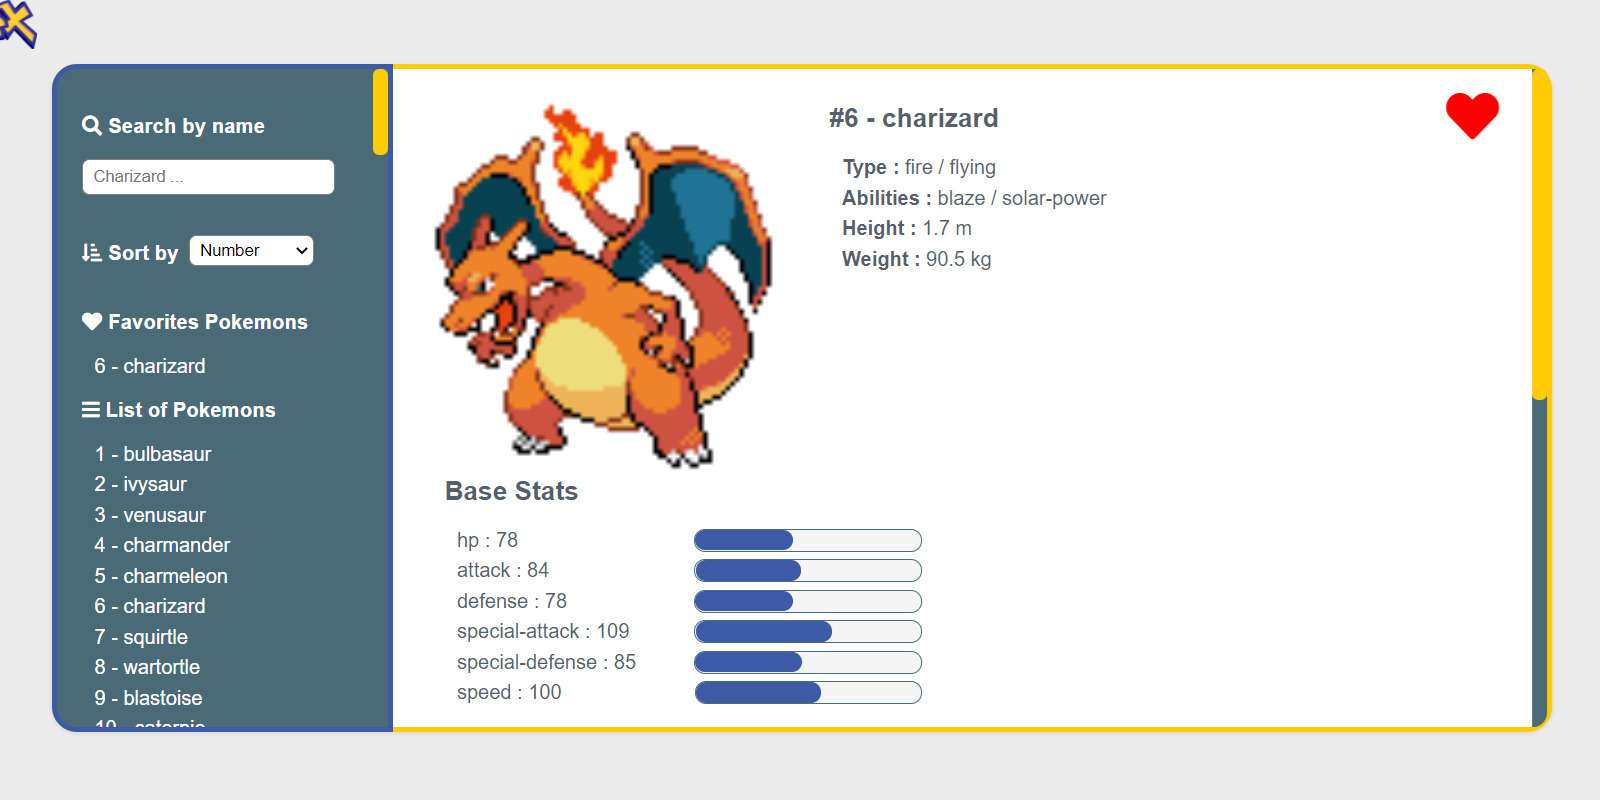 Search by name
Charizard ...
Sort by Number
Favorites Pokemons
6 - charizard
List of Pokemons
1 - bulbasaur
2 - ivysaur
3 - venusaur
4 - charmander
5 - charmeleon
6 - charizard
7 - squirtle
8 - wartortle
9 - blastoise
10 - caterpie
#6 - charizard
Type : fire / flying
Abilities : blaze / solar-power
Height : 1.7 m
Weight : 90.5 kg
Base Stats
hp : 78
attack : 84
defense : 78
special-attack : 109
special-defense : 85
speed : 100